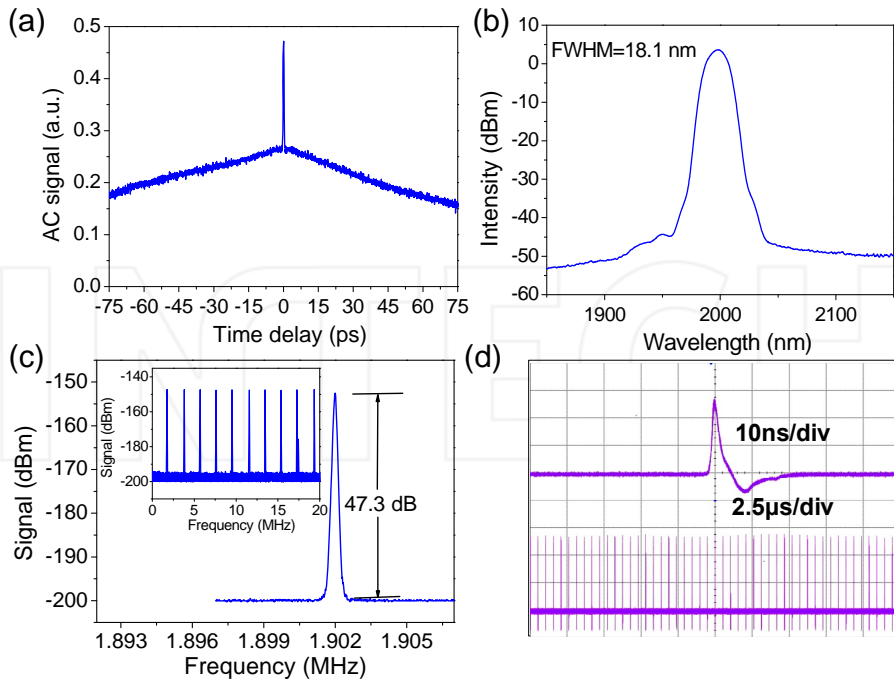 (a)
0.5
0.4
0.3
0.2
0.1
0.0
AC signal (a.u.)
-75 -60 -45 -30 -15 0 15 30 45 60 75
Time delay (ps)
(b)
FWHM=18.1 nm
10
0
-10
-20
-30
-40
-50
-60
Intensity (dBm)
1900 2000 2100
Wavelength (nm)
(c)
-150
-160
-170
-180
-190
-200
Signal (dBm)
1.893 1.896 1.899 1.902 1.905
Frequency (MHz)
47.3 dB
-140
-160
-180
-200
Signal (dBm)
0 5 10 15 20
Frequency (MHz)
(d)
10ns/div
2.5μs/div
INTECH